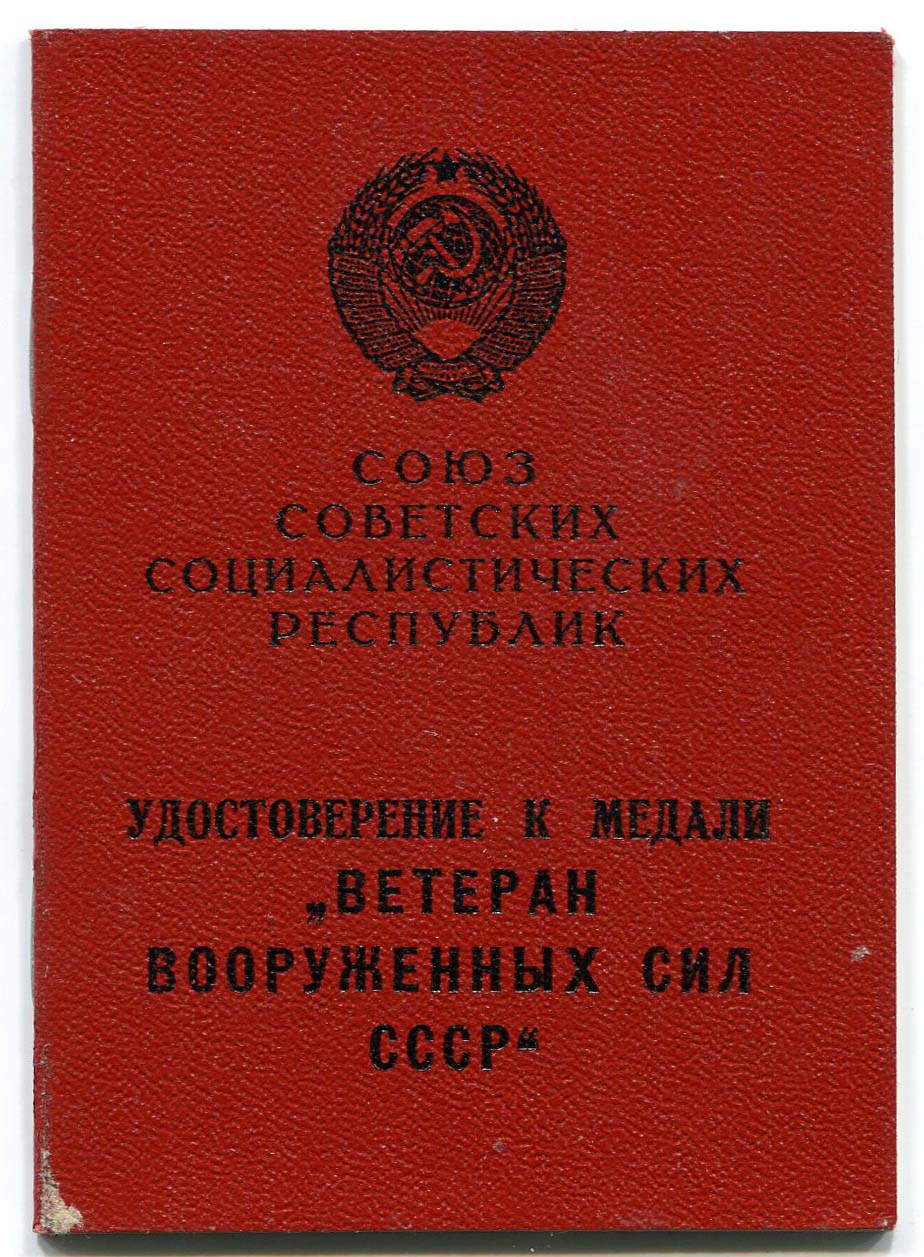 СОЮЗ
СОВЕТСКИХ
СОЦИАЛИСТИЧЕСКИХ
РЕСПУБЛИК
УДОСТОВЕРЕНИЕ К МЕДАЛИ
„ВЕТЕРАН
ВООРУЖЕННЫХ СИЛ
СССР“